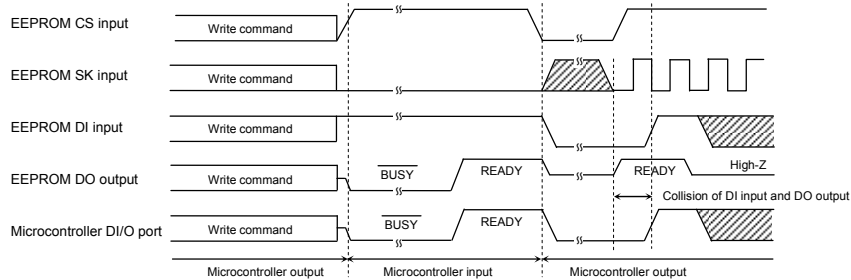 EEPROM CS input
Write command
EEPROM SK input
Write command
EEPROM DI input
Write command
EEPROM DO output
Write command
BUSY
READY
READY
High-Z
Collision of DI input and DO output
Microcontroller DI/O port
Write command
BUSY
READY
Microcontroller output
Microcontroller input
Microcontroller output